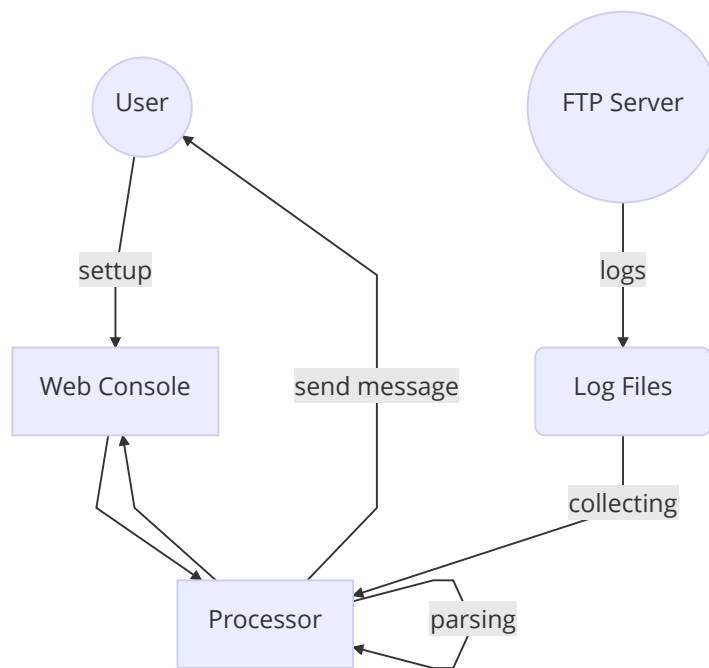 User
FTP Server
settup
logs
Web Console
send message
Log Files
collecting
Processor
parsing